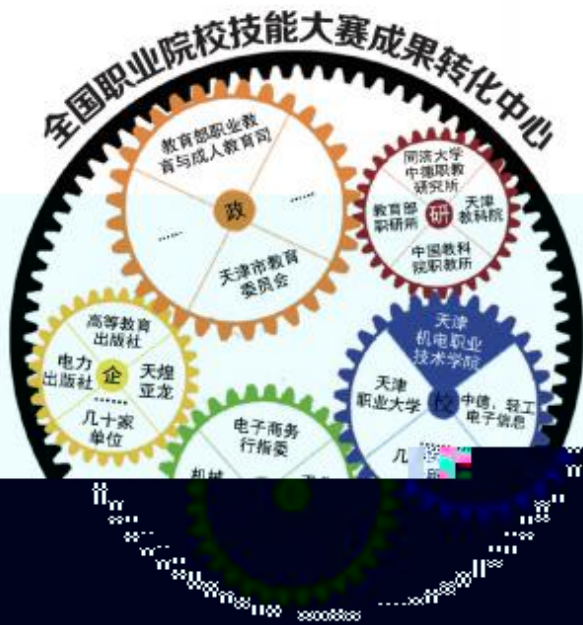 全国职业院校技能大赛成果转化中心
教育部职业教
育与成人教育司
……
政
……
天津市教育
委员会
同济大学
中德职教
研究所
教育部
职研所
研
天津
教科院
中国教科
院职教所
高等教育
出版社
电力
出版社
企
天煌
亚龙
……
几十家
单位
天津
机电职业
技术学院
天津
职业大学
校
中德，轻工
电子信息
……
几
电子商务
行指委
机械